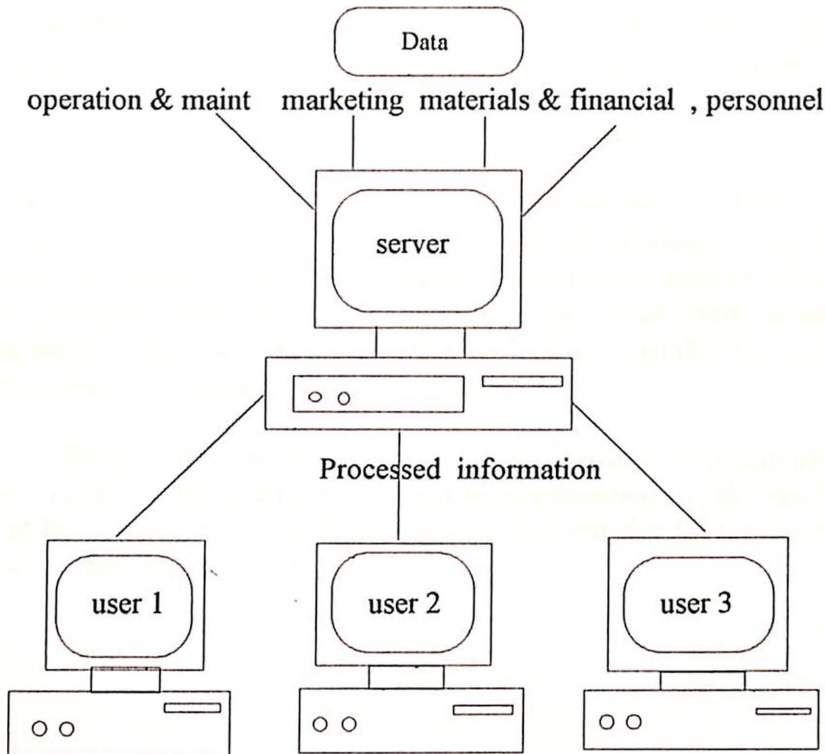 Data
operation & maint marketing materials & financial , personnel
server
Processed information
user 1 user 2 user 3